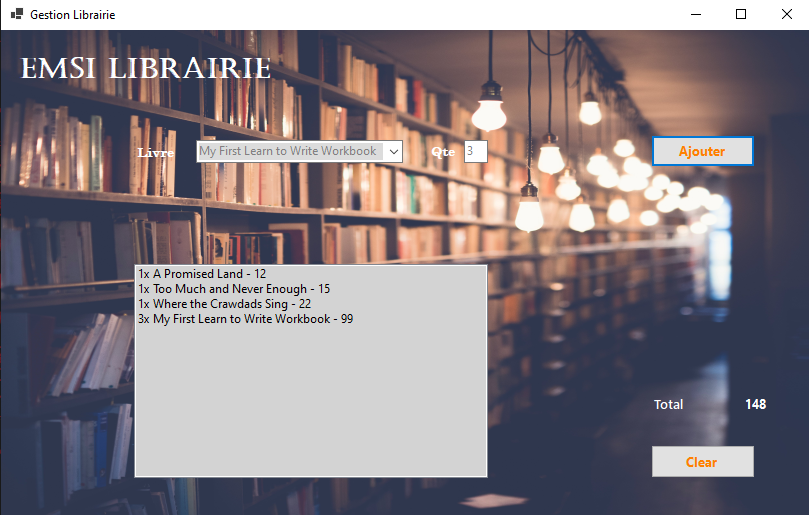 Gestion Librairie
EMSI LIBRAIRIE
Livre My First Learn to Write Workbook Qte 3 Ajouter
1x A Promised Land - 12
1x Too Much and Never Enough - 15
1x Where the Crawdads Sing - 22
3x My First Learn to Write Workbook - 99
Total 148
Clear